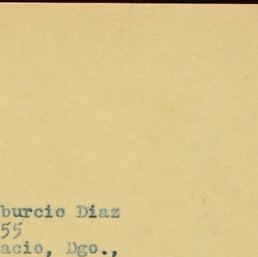 burcio Diaz
55
acio, Dgo.,